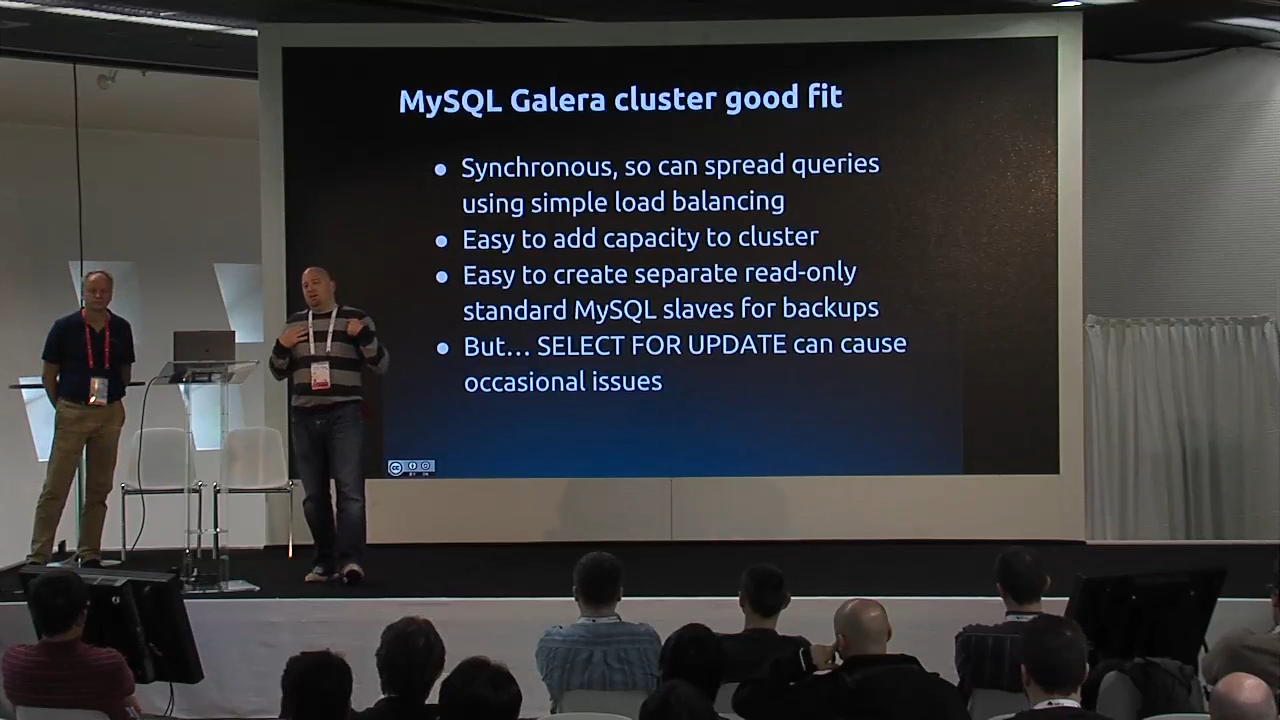 MySQL Galera cluster good fit
● Synchronous, so can spread queries
using simple load balancing
● Easy to add capacity to cluster
● Easy to create separate read-only
standard MySQL slaves for backups
● But... SELECT FOR UPDATE can cause
occasional issues